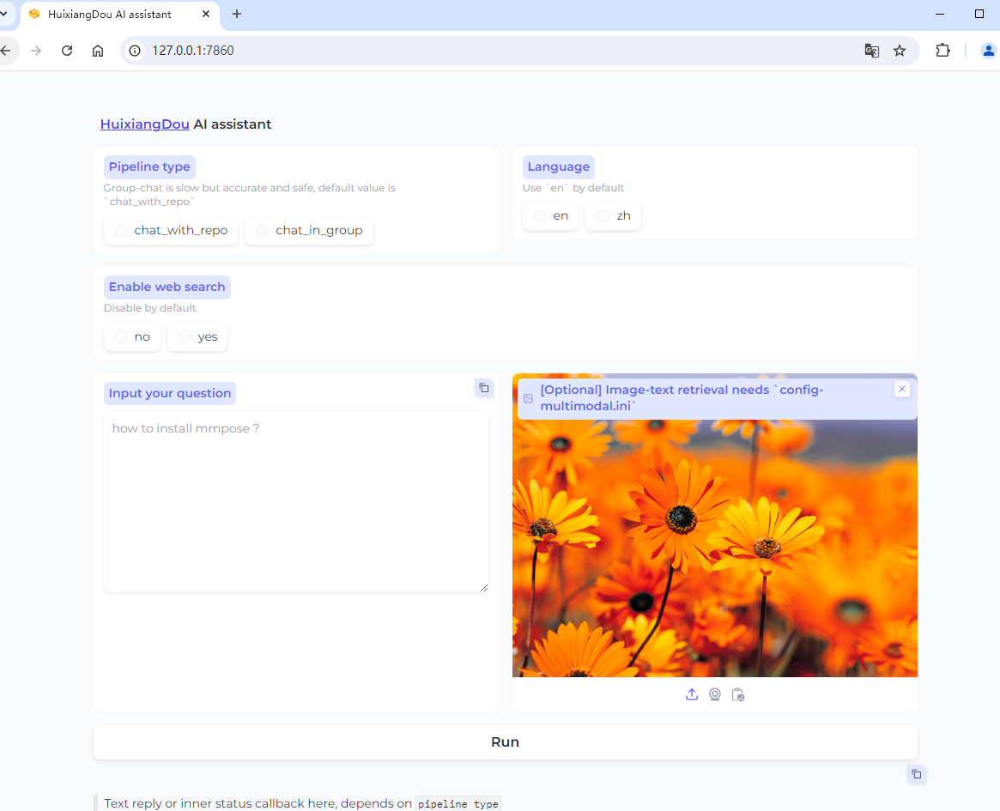 HuixiangDou AI assistant
127.0.0.1:7860
HuixiangDou AI assistant
Pipeline type
Group-chat is slow but accurate and safe, default value is
`chat_with_repo`
chat_with_repo
chat_in_group
Language
Use `en` by default
en
zh
Enable web search
Disable by default
no
yes
Input your question
how to install mmpose ?
[Optional] Image-text retrieval needs `config-
multimodal.ini`
Run
Text reply or inner status callback here, depends on pipeline type